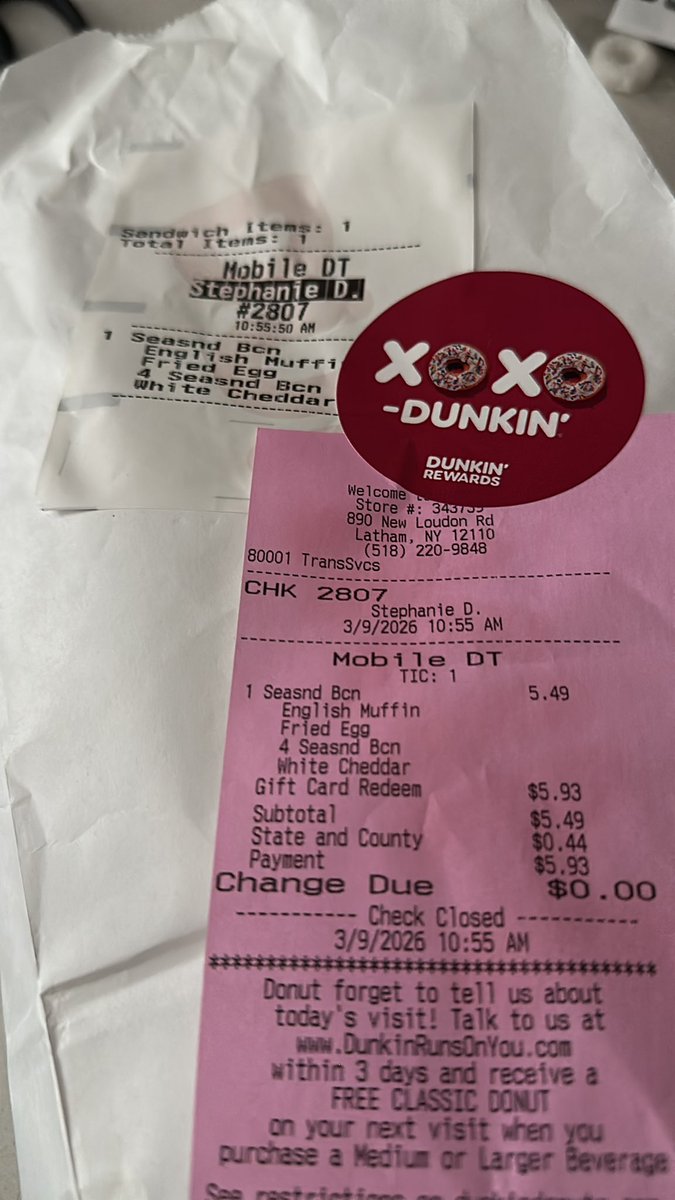 Sandwich Items: 1
Total Items: 1
Mobile DT
Stephanie D.
#2807
10:55:50 AM
1 Seasnd Bcn
English Muffin
Fried Egg
4 Seasnd Bcn
White Cheddar
XOXO
-DUNKIN'
DUNKIN'
REWARDS
Welcome
Store #: 343739
890 New Loudon Rd
Latham, NY 12110
(518) 220-9848
80001 TransSvcs
CHK 2807
Stephanie D.
3/9/2026 10:55 AM
Mobile DT
TIC: 1
1 Seasnd Bcn 5.49
English Muffin
Fried Egg
4 Seasnd Bcn
White Cheddar
Gift Card Redeem $5.93
Subtotal $5.49
State and County $0.44
Payment $5.93
Change Due $0.00
----------- Check Closed -----------
3/9/2026 10:55 AM
****************************************
Donut forget to tell us about
today's visit! Talk to us at
www.DunkinRunsOnYou.com
within 3 days and receive a
FREE CLASSIC DONUT
on your next visit when you
purchase a Medium or Larger Beverage
See restrictions on